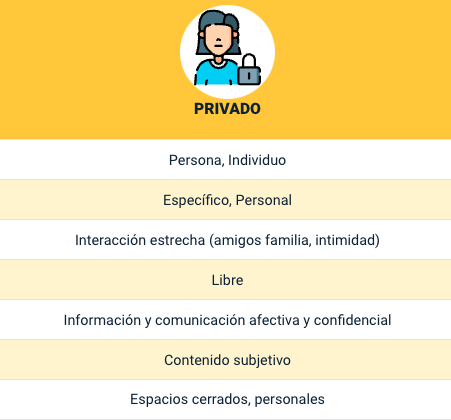 PRIVADO
Persona, Individuo
Específico, Personal
Interacción estrecha (amigos familia, intimidad)
Libre
Información y comunicación afectiva y confidencial
Contenido subjetivo
Espacios cerrados, personales